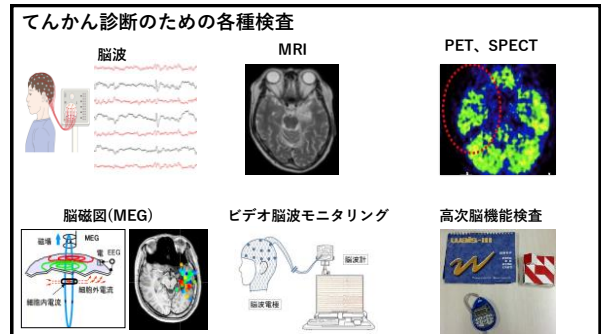 てんかん診断のための各種検査
脳波
MRI
PET、SPECT
脳磁図(MEG)
ビデオ脳波モニタリング
高次脳機能検査
磁場
MEG
電
EEG
細胞外電流
細胞内電流
脳波計
脳波電極